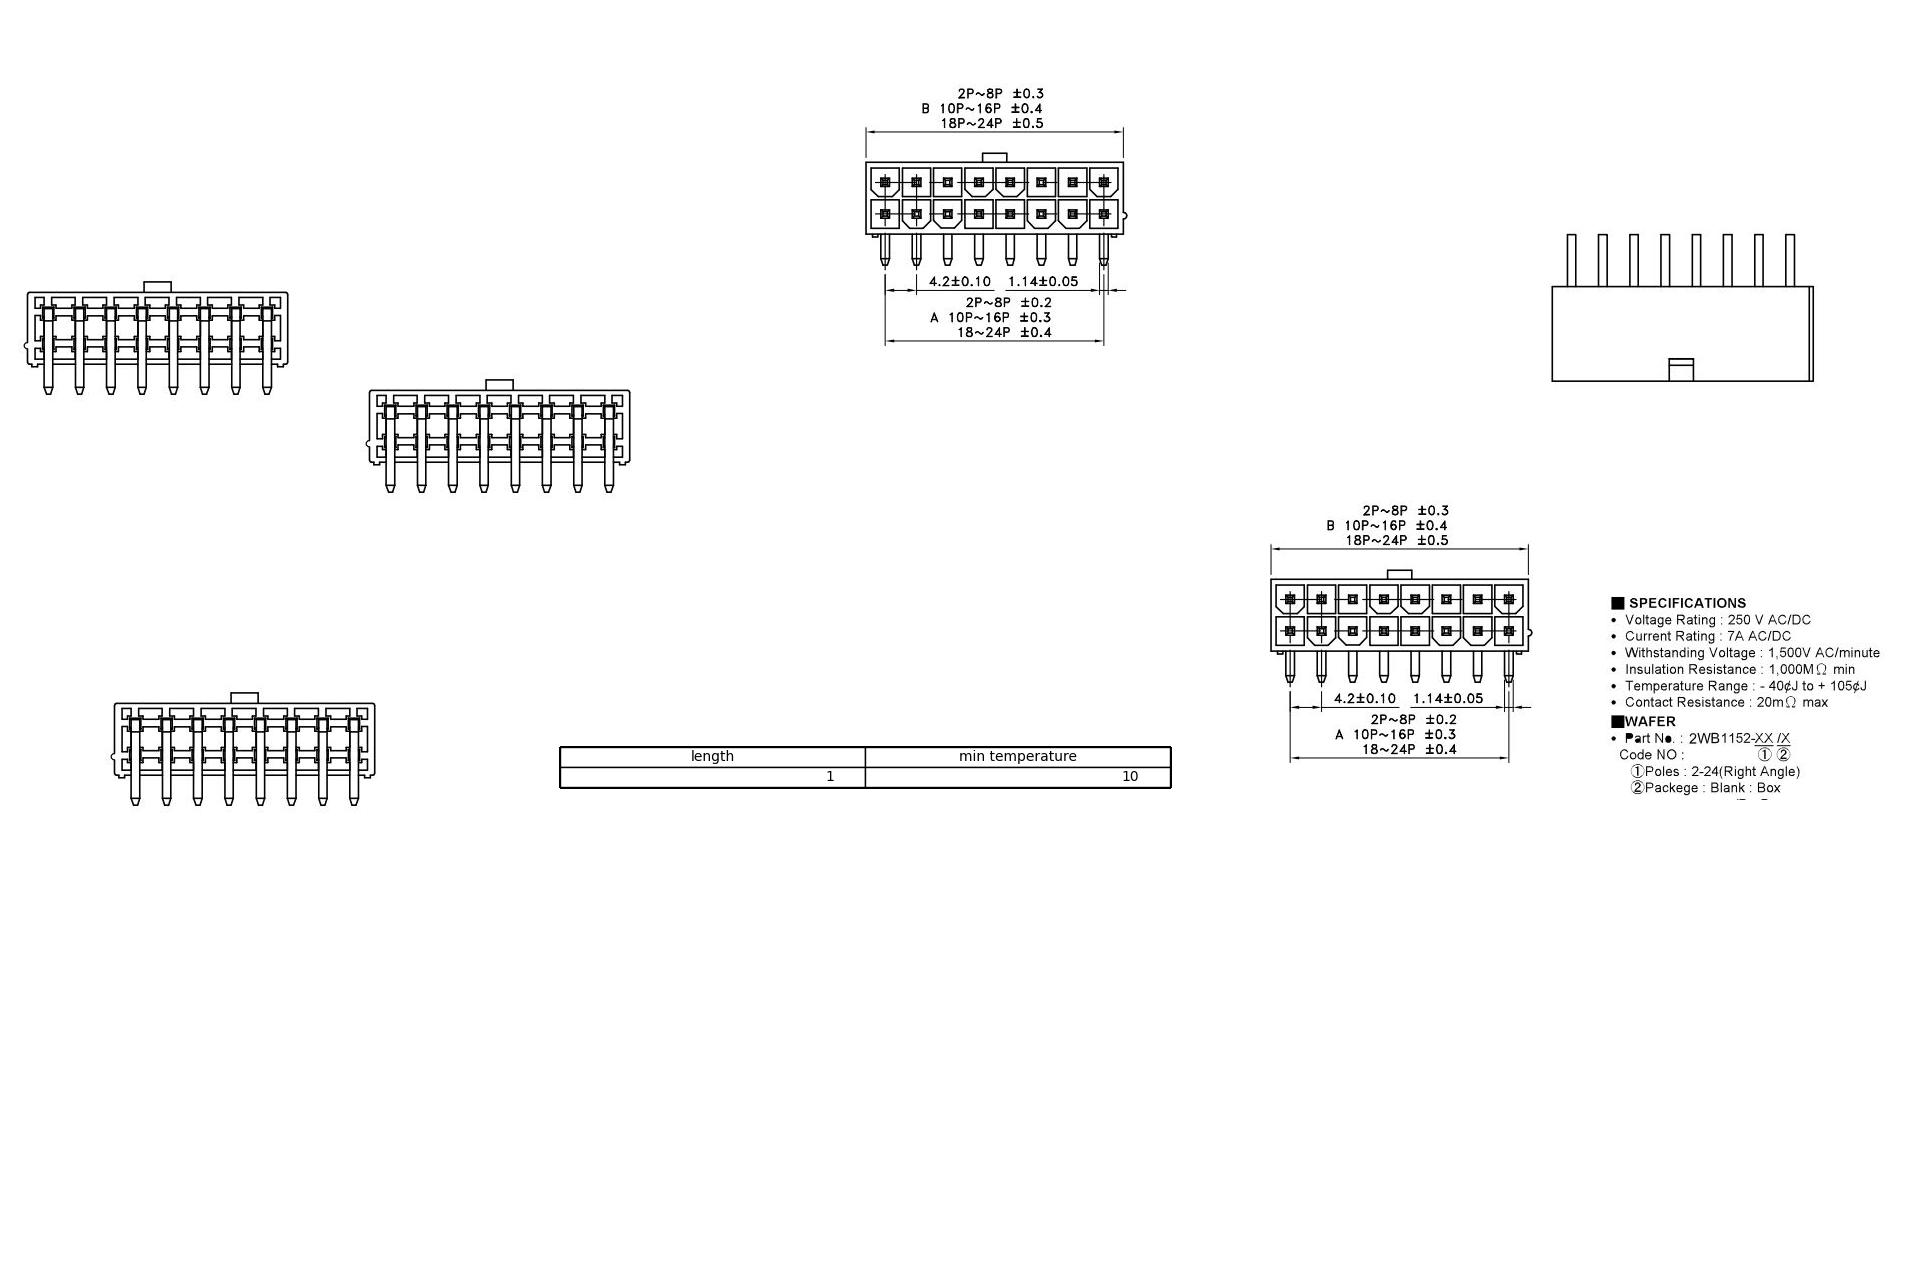 2P~8P ±0.3
B 10P~16P ±0.4
18P~24P ±0.5
4.2±0.10 1.14±0.05
2P~8P ±0.2
A 10P~16P ±0.3
18~24P ±0.4
2P~8P ±0.3
B 10P~16P ±0.4
18P~24P ±0.5
4.2±0.10 1.14±0.05
2P~8P ±0.2
A 10P~16P ±0.3
18~24P ±0.4
■ SPECIFICATIONS
• Voltage Rating : 250 V AC/DC
• Current Rating : 7A AC/DC
• Withstanding Voltage : 1,500V AC/minute
• Insulation Resistance : 1,000MΩ min
• Temperature Range : - 40¢J to + 105¢J
• Contact Resistance : 20mΩ max
■WAFER
• Part No. : 2WB1152-XX /X
Code NO : ① ②
①Poles : 2-24(Right Angle)
②Packege : Blank : Box
length min temperature
1 10